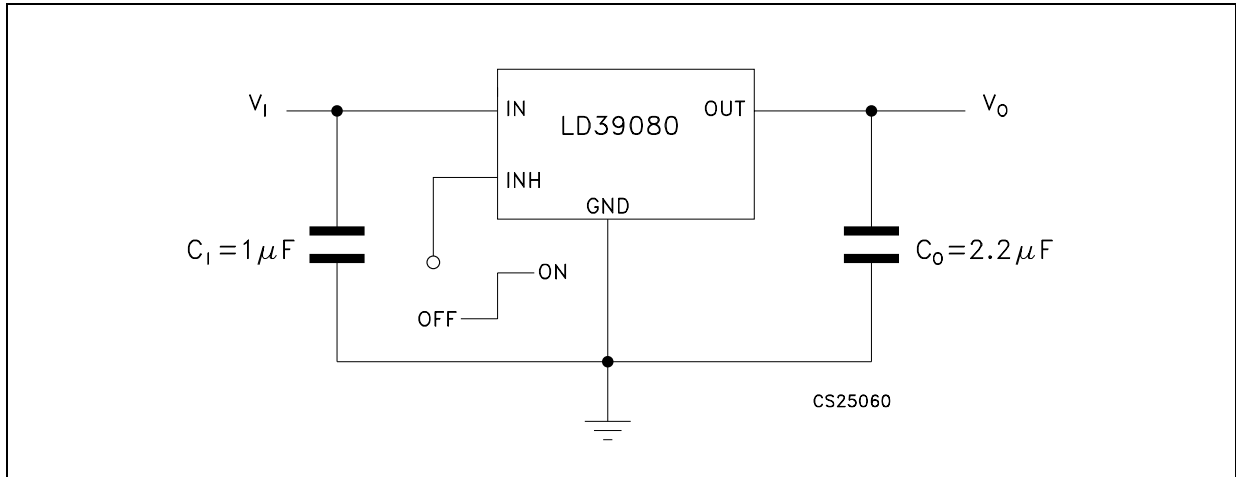 V_I
IN
OUT
V_O
LD39080
INH
GND
C_I=1μF
C_O=2.2μF
ON
OFF
CS25060